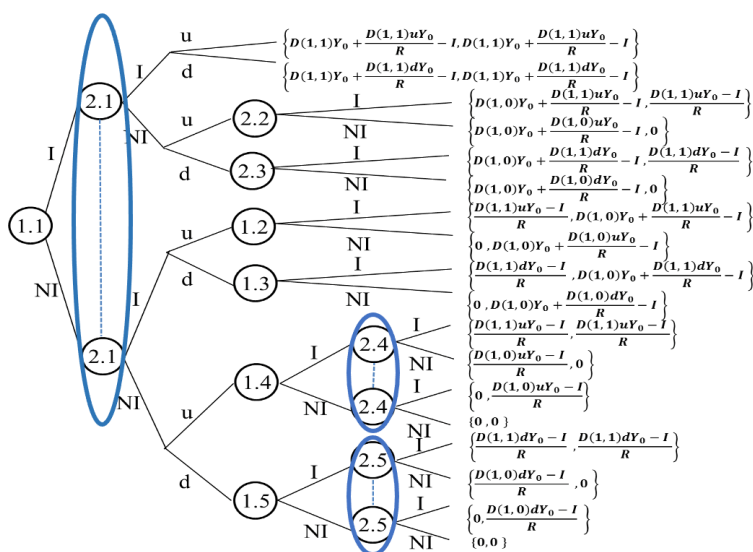 u
{D(1,1)Y₀ + D(1,1)uY₀/R − I, D(1,1)Y₀ + D(1,1)uY₀/R − I}
I
d
{D(1,1)Y₀ + D(1,1)dY₀/R − I, D(1,1)Y₀ + D(1,1)dY₀/R − I}
2.1
I
{D(1,0)Y₀ + D(1,1)uY₀/R − I, D(1,1)uY₀ − I/R}
NI
u
2.2
NI
{D(1,0)Y₀ + D(1,0)uY₀/R − I, 0}
I
I
{D(1,0)Y₀ + D(1,1)dY₀/R − I, D(1,1)dY₀ − I/R}
d
2.3
NI
{D(1,0)Y₀ + D(1,0)dY₀/R − I, 0}
1.1
I
{D(1,1)uY₀ − I/R, D(1,0)Y₀ + D(1,1)uY₀/R − I}
u
1.2
NI
{0, D(1,0)Y₀ + D(1,0)uY₀/R − I}
I
{D(1,1)dY₀ − I/R, D(1,0)Y₀ + D(1,1)dY₀/R − I}
NI
I
d
1.3
NI
{0, D(1,0)Y₀ + D(1,0)dY₀/R − I}
I
{D(1,1)uY₀ − I/R, D(1,1)uY₀ − I/R}
2.1
I
2.4
NI
{D(1,0)uY₀ − I/R, 0}
NI
u
1.4
I
{0, D(1,0)uY₀ − I/R}
NI
2.4
NI
{0, 0}
I
{D(1,1)dY₀ − I/R, D(1,1)dY₀ − I/R}
I
2.5
NI
{D(1,0)dY₀ − I/R, 0}
d
1.5
I
{0, D(1,0)dY₀ − I/R}
NI
2.5
NI
{0,0}